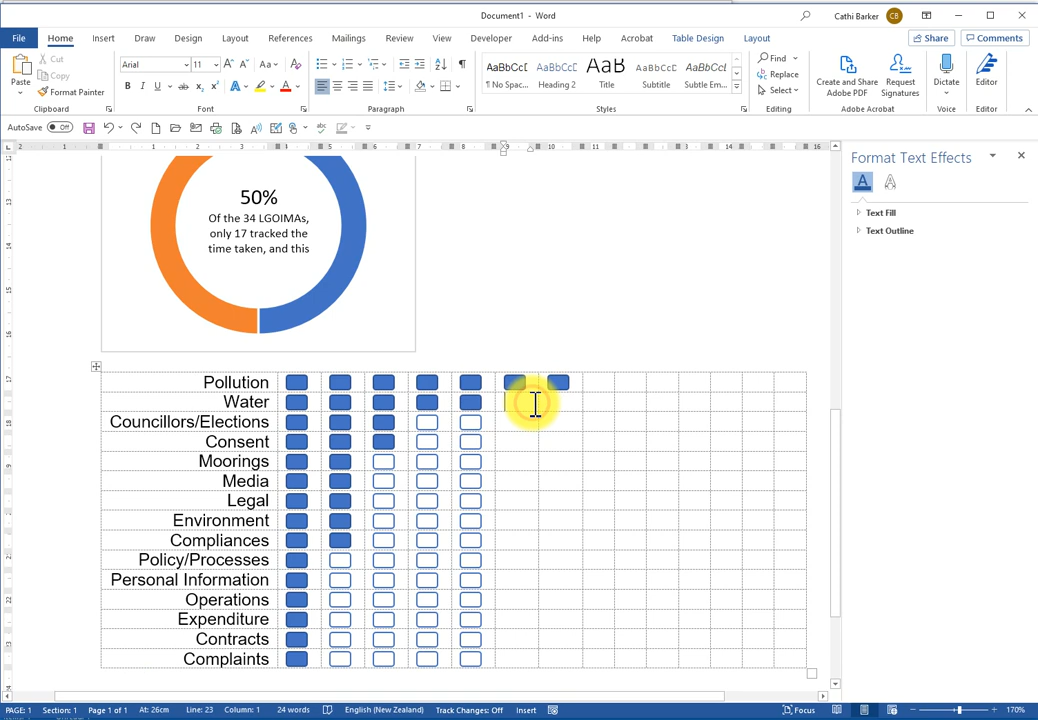 Document1 - Word
Cathi Barker CB
File Home Insert Draw Design Layout References Mailings Review View Developer Add-ins Help Acrobat Table Design Layout Share Comments
Paste
Cut
Copy
Format Painter
Clipboard
Arial 11
Font
Paragraph
AaBbCcI AaBbCcI AaBb AaBbCcD AaBbCcD
¶ No Spac... Heading 2 Title Subtitle Subtle Em...
Styles
Find
Replace
Select
Editing
Create and Share Adobe PDF
Request Signatures
Adobe Acrobat
Dictate
Voice
Editor
Editor
AutoSave Off
Format Text Effects
Text Fill
Text Outline
50%
Of the 34 LGOIMAs,
only 17 tracked the
time taken, and this
Pollution
Water
Councillors/Elections
Consent
Moorings
Media
Legal
Environment
Compliances
Policy/Processes
Personal Information
Operations
Expenditure
Contracts
Complaints
PAGE: 1 Section: 1 Page 1 of 1 At: 26cm Line: 23 Column: 1 24 words English (New Zealand) Track Changes: Off Insert Focus 170%